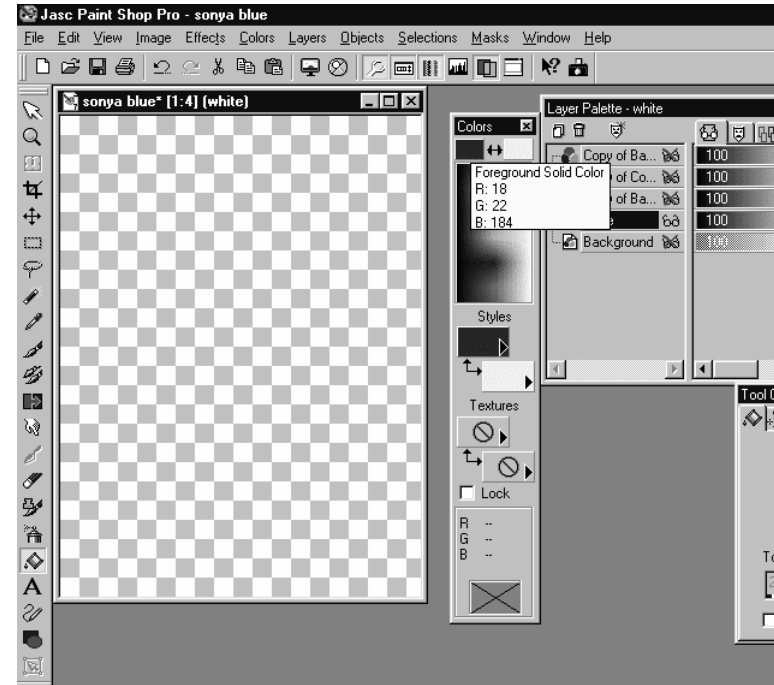 Jasc Paint Shop Pro - sonya blue
File Edit View Image Effects Colors Layers Objects Selections Masks Window Help
sonya blue* [1:4] (white)
Layer Palette - white
Colors
Copy of Ba... 100
of Co... 100
of Ba... 100
100
Background 100
Foreground Solid Color
R: 18
G: 22
B: 184
Styles
Textures
Lock
R --
G --
B --
Tool
A